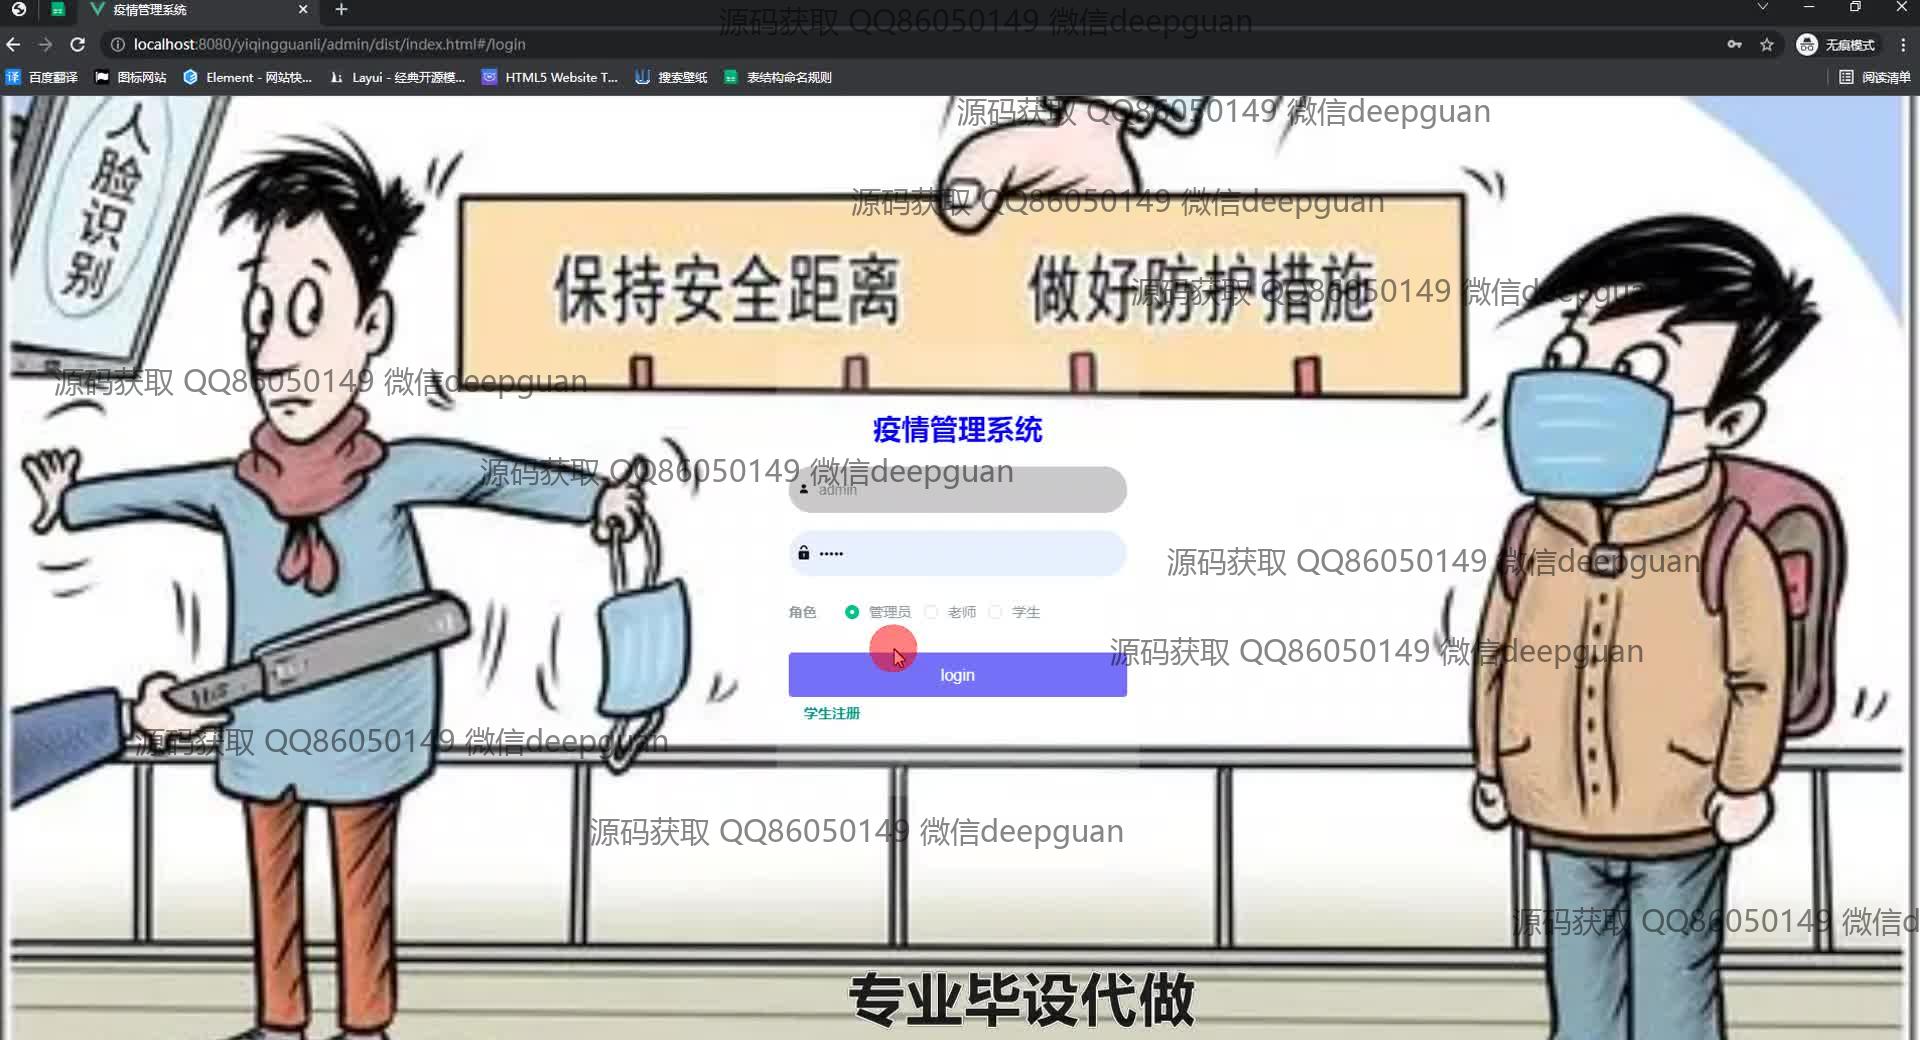 疫情管理系统
localhost:8080/yiqingguanli/admin/dist/index.html#/login
无痕模式
百度翻译
图标网站
Element - 网站快...
Layui - 经典开源模...
HTML5 Website T...
搜索壁纸
表结构命名规则
阅读清单
源码获取 QQ86050149 微信deepguan
源码获取 QQ86050149 微信deepguan
人脸识别
源码获取 QQ86050149 微信deepguan
保持安全距离 做好防护措施
源码获取 QQ86050149 微信deepguan
源码获取 QQ86050149 微信deepguan
疫情管理系统
源码获取 QQ86050149 微信deepguan
admin
•••••
源码获取 QQ86050149 微信deepguan
角色 管理员 老师 学生
源码获取 QQ86050149 微信deepguan
login
学生注册
源码获取 QQ86050149 微信deepguan
源码获取 QQ86050149 微信deepguan
源码获取 QQ86050149 微信d
专业毕设代做